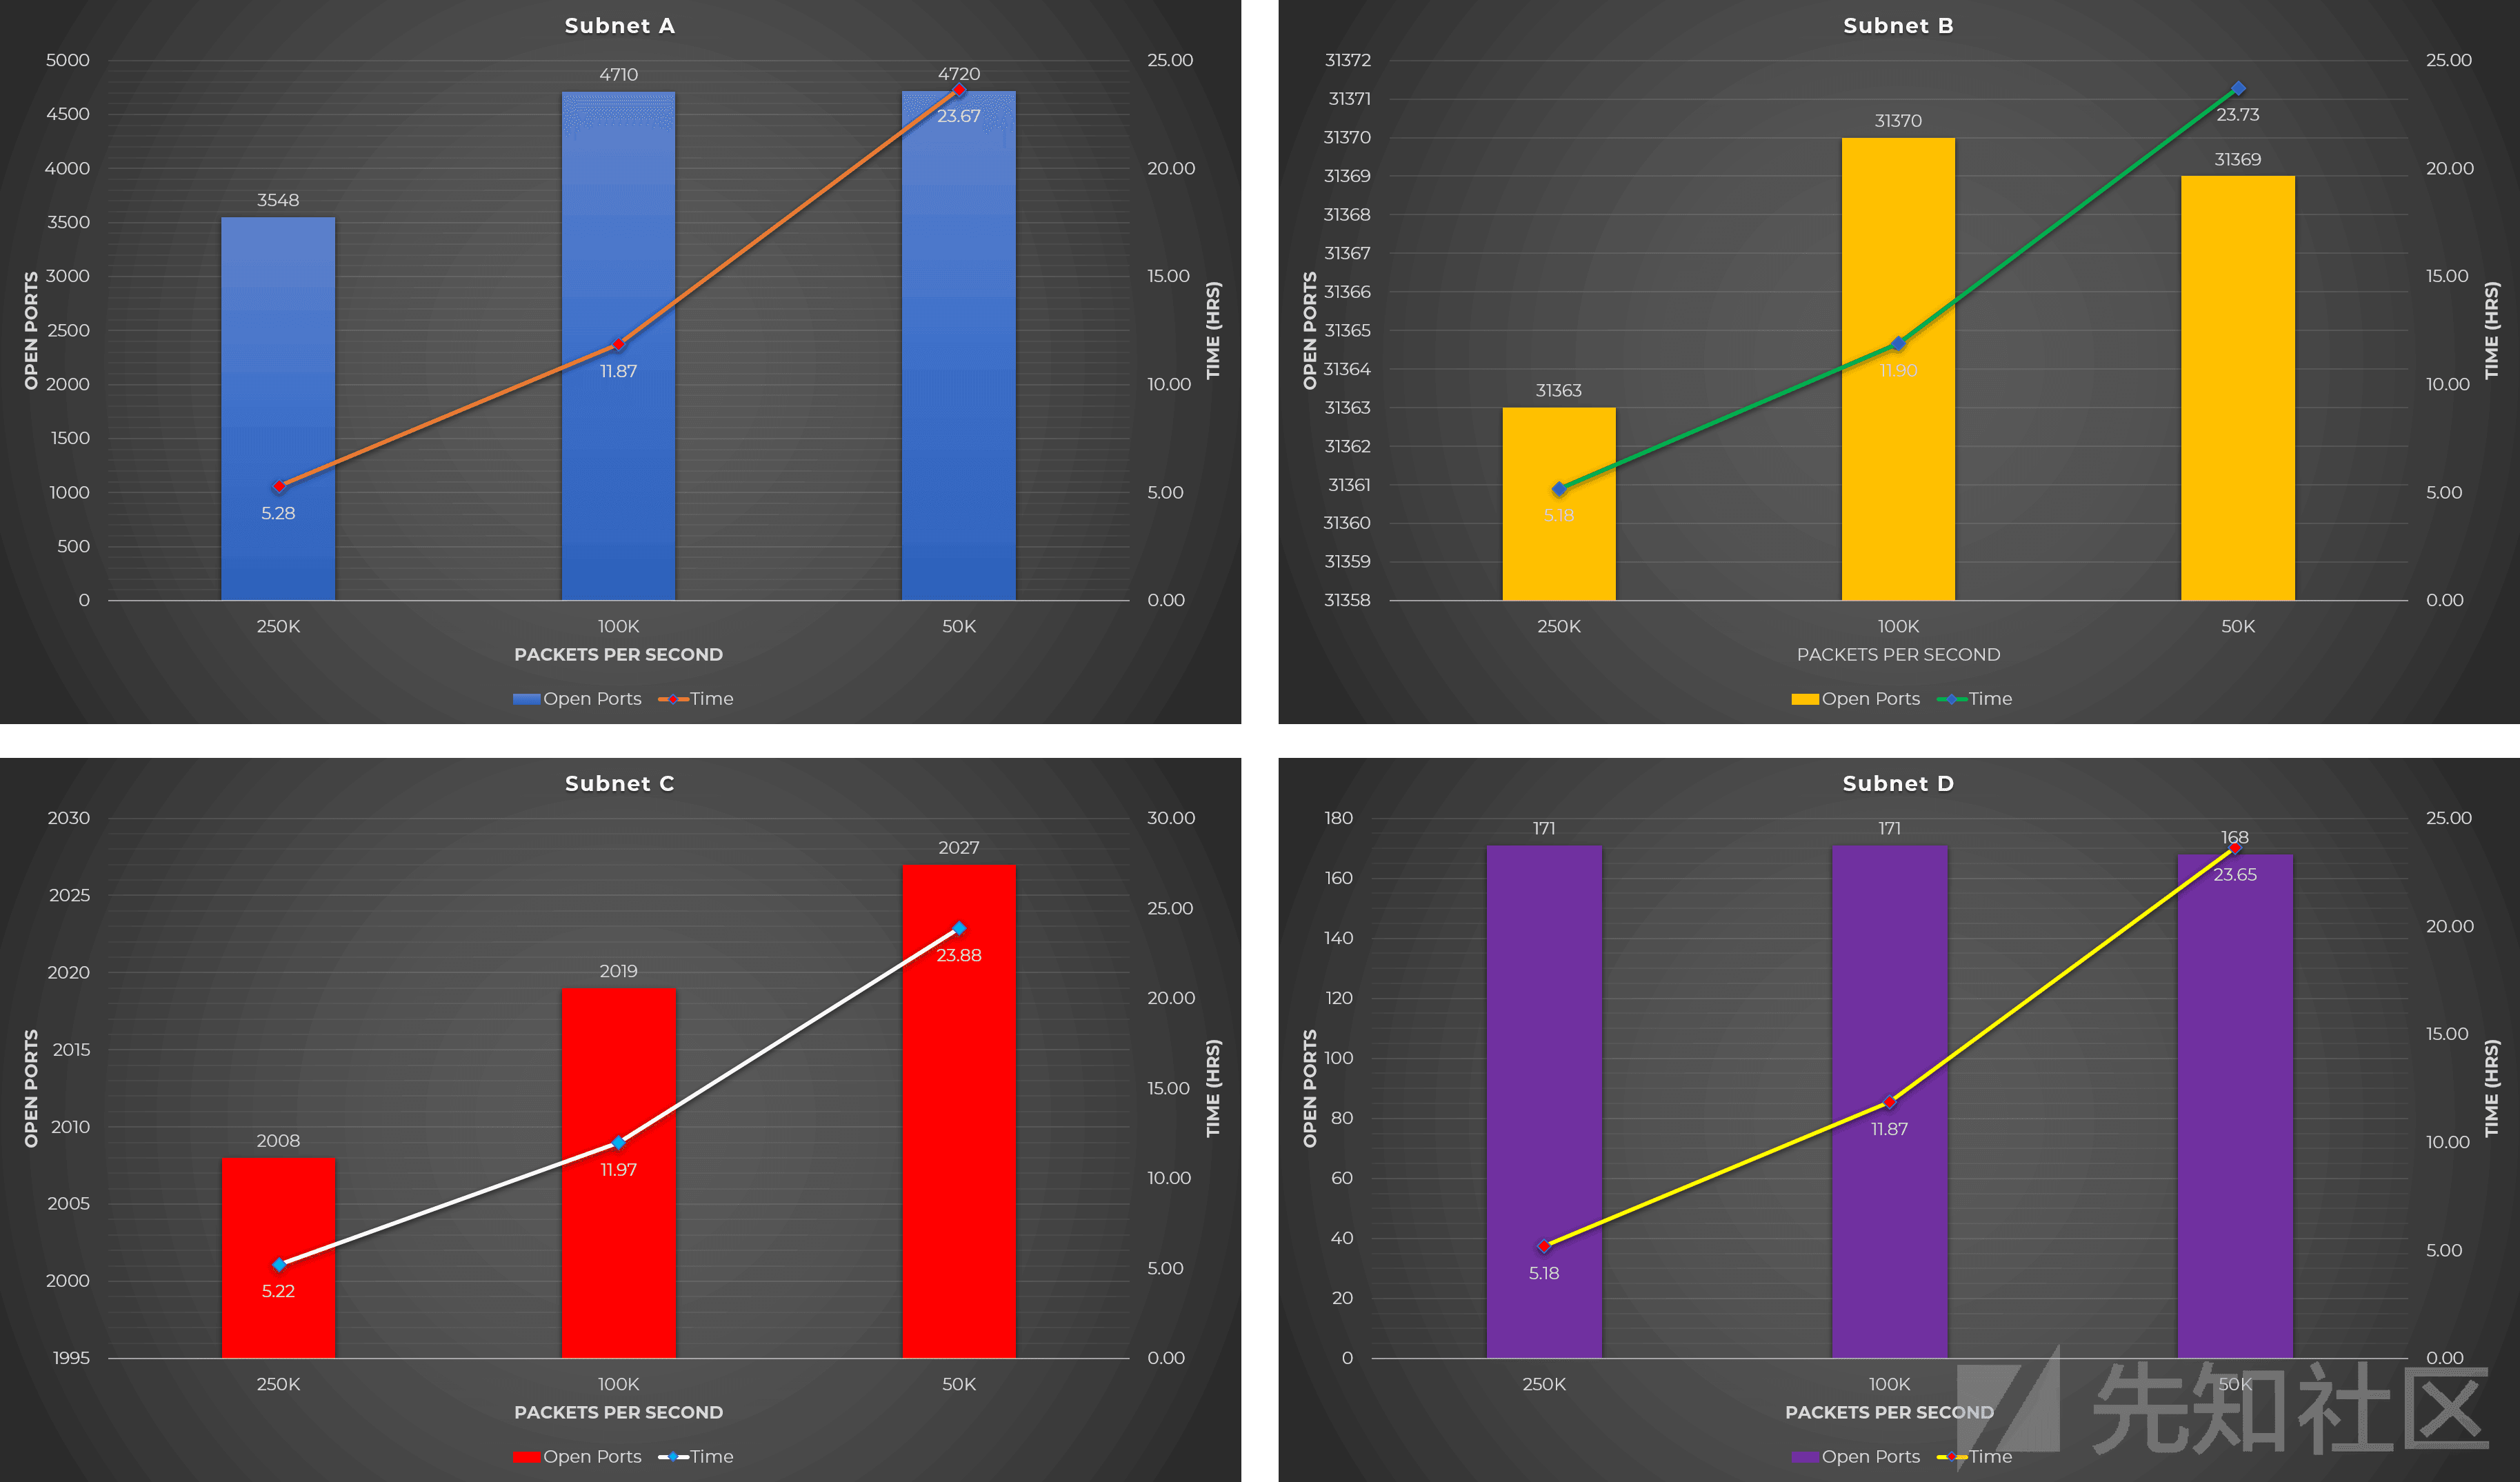 Subnet A
5000
4500
4000
3500
3000
2500
2000
1500
1000
500
0
OPEN PORTS
3548
4710
4720
5.28
11.87
23.67
25.00
20.00
15.00
10.00
5.00
0.00
TIME (HRS)
250K
100K
50K
PACKETS PER SECOND
Open Ports
Time
Subnet B
31372
31371
31370
31369
31368
31367
31366
31365
31364
31363
31362
31361
31360
31359
31358
OPEN PORTS
31363
31370
31369
5.18
11.90
23.73
25.00
20.00
15.00
10.00
5.00
0.00
TIME (HRS)
250K
100K
50K
PACKETS PER SECOND
Open Ports
Time
Subnet C
2030
2025
2020
2015
2010
2005
2000
1995
OPEN PORTS
2008
2019
2027
5.22
11.97
23.88
30.00
25.00
20.00
15.00
10.00
5.00
0.00
TIME (HRS)
250K
100K
50K
PACKETS PER SECOND
Open Ports
Time
Subnet D
180
160
140
120
100
80
60
40
20
0
OPEN PORTS
171
171
168
5.18
11.87
23.65
25.00
20.00
15.00
10.00
5.00
0.00
TIME (HRS)
250K
100K
50K
PACKETS PER SECOND
Open Ports
Time
先知社区